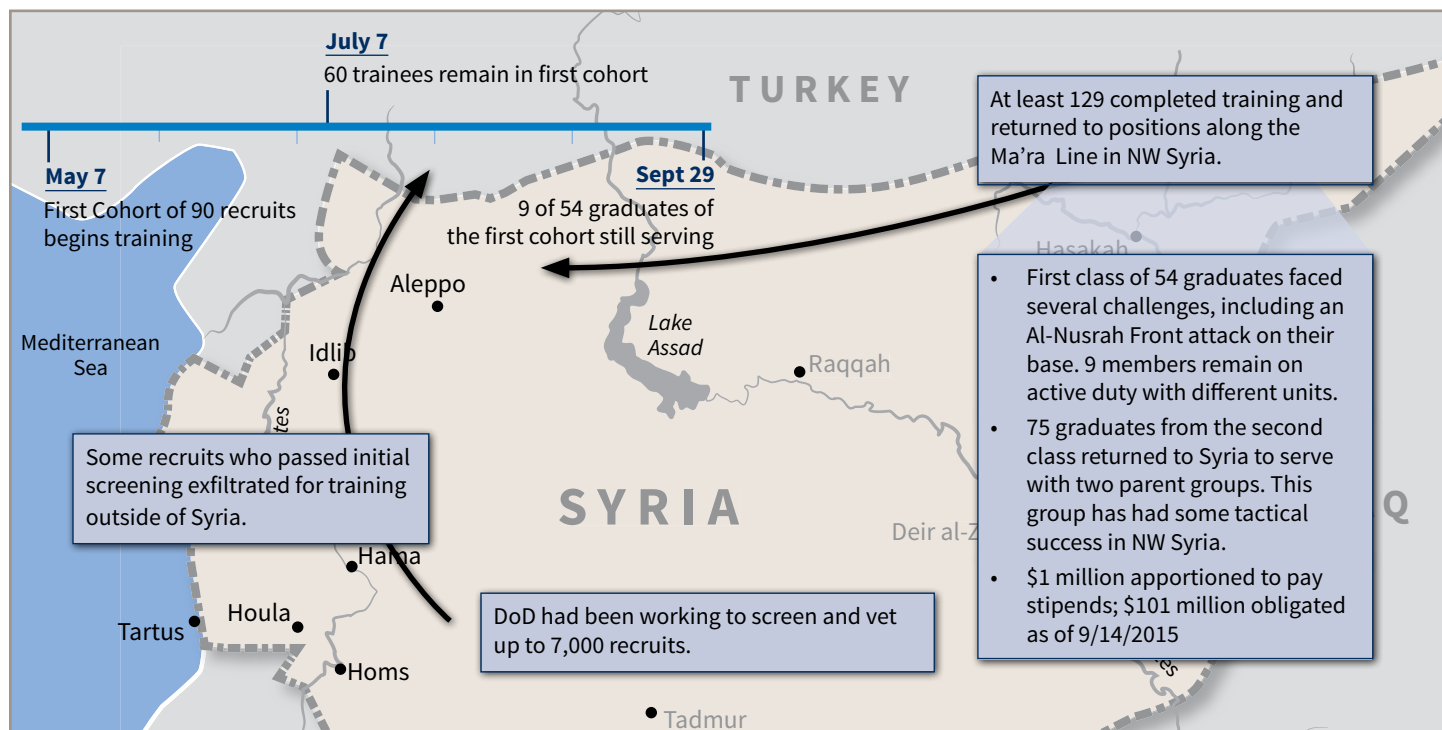 July 7
60 trainees remain in first cohort
TURKEY
May 7
First Cohort of 90 recruits
begins training
Sept 29
9 of 54 graduates of
the first cohort still serving
At least 129 completed training and
returned to positions along the
Ma’ra Line in NW Syria.
Hasakah
• First class of 54 graduates faced
several challenges, including an
Al-Nusrah Front attack on their
base. 9 members remain on
active duty with different units.
• 75 graduates from the second
class returned to Syria to serve
with two parent groups. This
group has had some tactical
success in NW Syria.
• $1 million apportioned to pay
stipends; $101 million obligated
as of 9/14/2015
Aleppo
Mediterranean
Sea
Idlib
Lake
Assad
Raqqah
tes
Some recruits who passed initial
screening exfiltrated for training
outside of Syria.
SYRIA
Q
Deir al-Z
Hama
DoD had been working to screen and vet
up to 7,000 recruits.
Houla
Tartus
Homs
Tadmur
tes